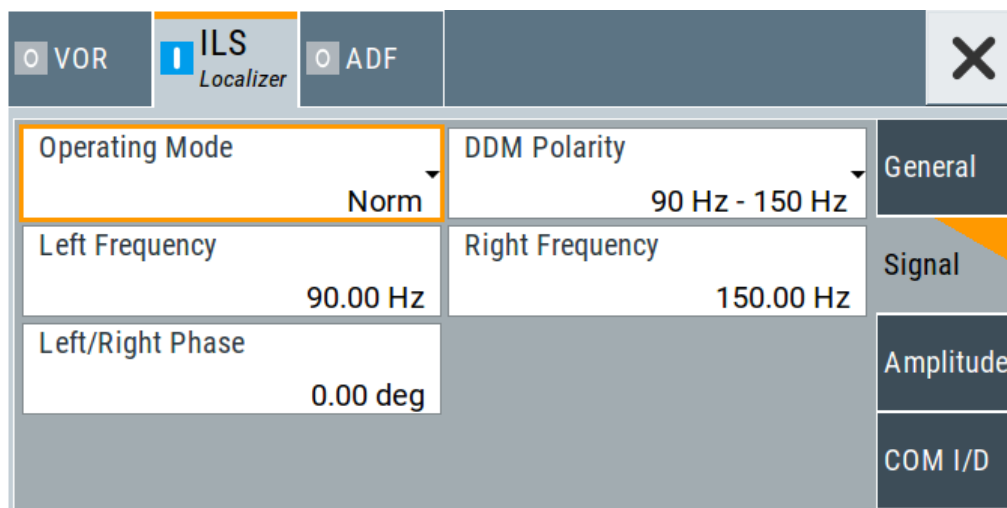 VOR
ILS
Localizer
ADF
Operating Mode
Norm
DDM Polarity
90 Hz - 150 Hz
Left Frequency
90.00 Hz
Right Frequency
150.00 Hz
Left/Right Phase
0.00 deg
General
Signal
Amplitude
COM I/D